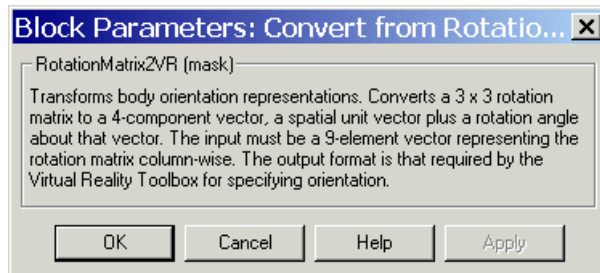 Block Parameters: Convert from Rotatio...
RotationMatrix2VR (mask)
Transforms body orientation representations. Converts a 3 x 3 rotation
matrix to a 4-component vector, a spatial unit vector plus a rotation angle
about that vector. The input must be a 9-element vector representing the
rotation matrix column-wise. The output format is that required by the
Virtual Reality Toolbox for specifying orientation.
OK Cancel Help Apply